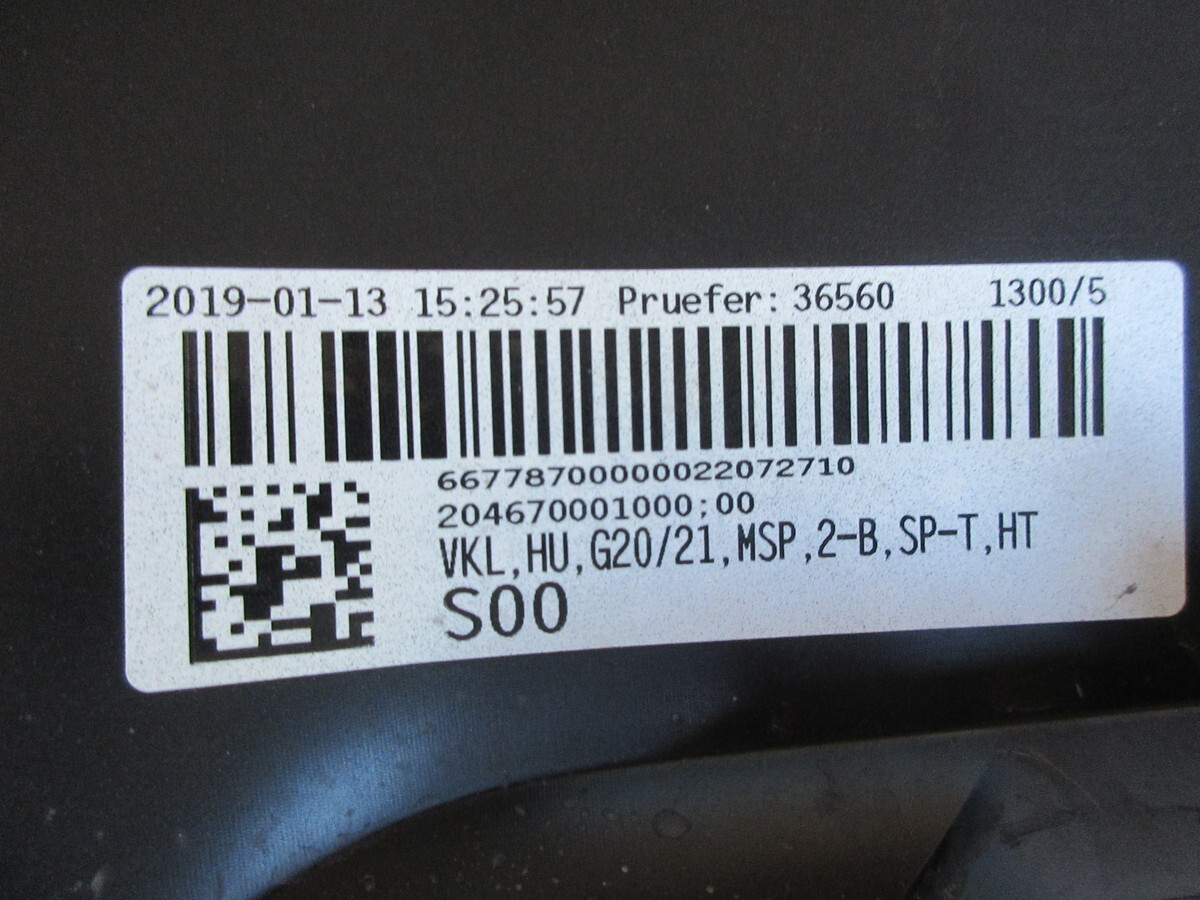 2019-01-13 15:25:57 Pruefer: 36560 1300/5
66778700000022072710
204670001000;00
VKL,HU,G20/21,MSP,2-B,SP-T,HT
S00